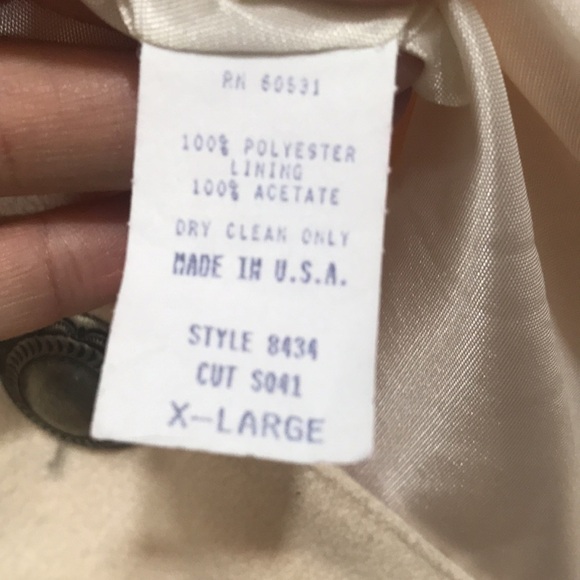 RN 60531
100% POLYESTER
LINING
100% ACETATE
DRY CLEAN ONLY
MADE IN U.S.A.
STYLE 8434
CUT S041
X-LARGE